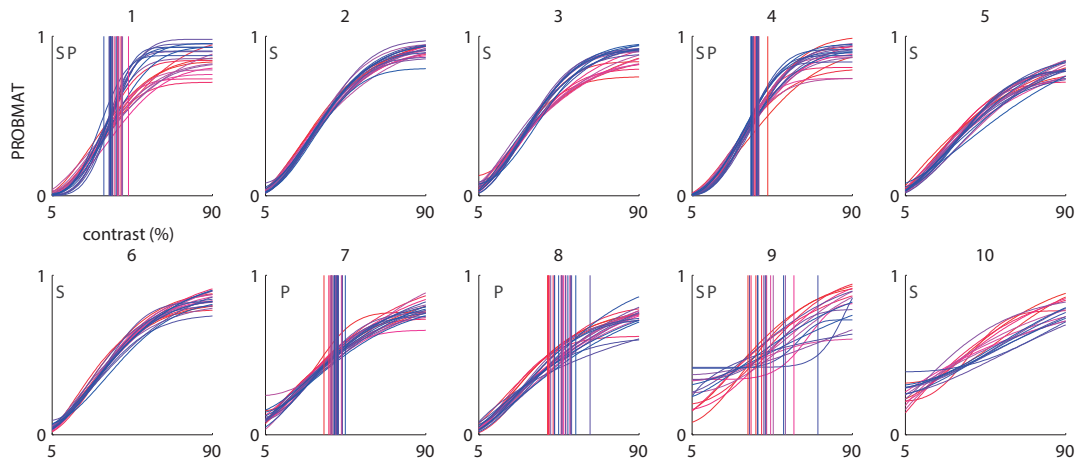 1 2 3 4 5
1 1 1 1 1
S P S S S P S
PROBMAT
0 0 0 0 0
5 90 5 90 5 90 5 90 5 90
contrast (%)
6 7 8 9 10
1 1 1 1 1
S P P S P
0 0 0 0 0
5 90 5 90 5 90 5 90 5 90